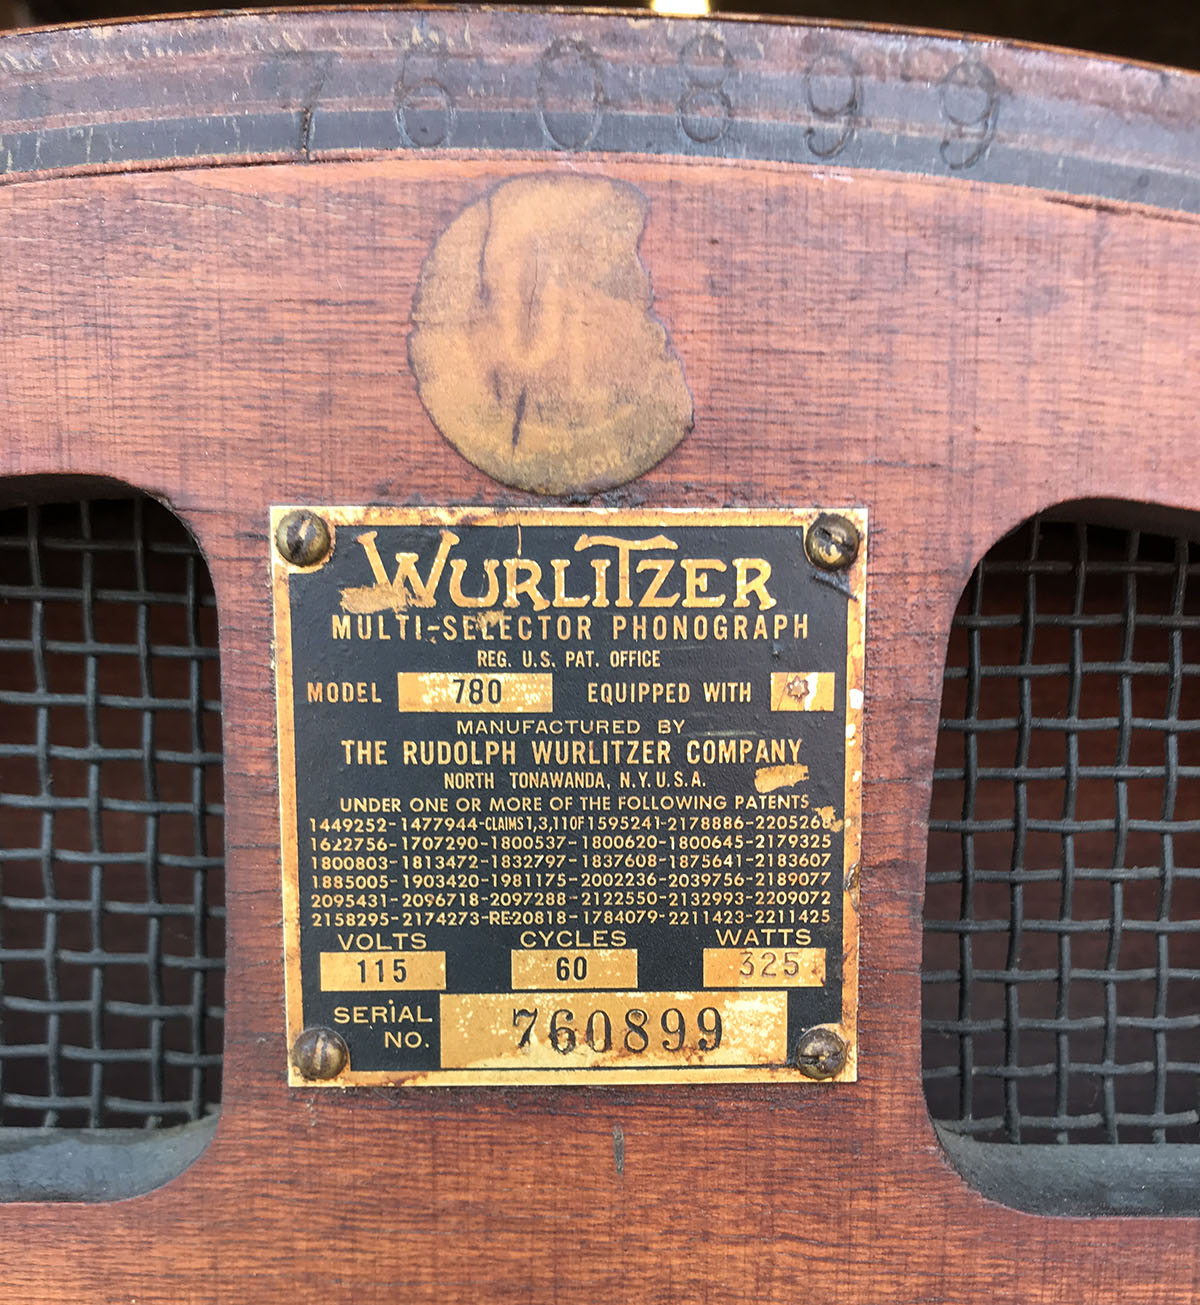 760899
WURLITZER
MULTI-SELECTOR PHONOGRAPH
REG. U.S. PAT. OFFICE
MODEL 780 EQUIPPED WITH
MANUFACTURED BY
THE RUDOLPH WURLITZER COMPANY
NORTH TONAWANDA, N.Y. U.S.A.
UNDER ONE OR MORE OF THE FOLLOWING PATENTS
1449252-1477944-CLAIMS 1,3,11 OF 1595241-2178886-2205268
1622756-1707290-1800537-1800620-1800645-2179325
1800803-1813472-1832797-1837608-1875641-2183607
1885005-1903420-1981175-2002236-2039756-2189077
2095431-2096718-2097288-2122550-2132993-2209072
2158295-2174273-RE20818-1784079-2211423-2211425
VOLTS CYCLES WATTS
115 60 325
SERIAL NO. 760899